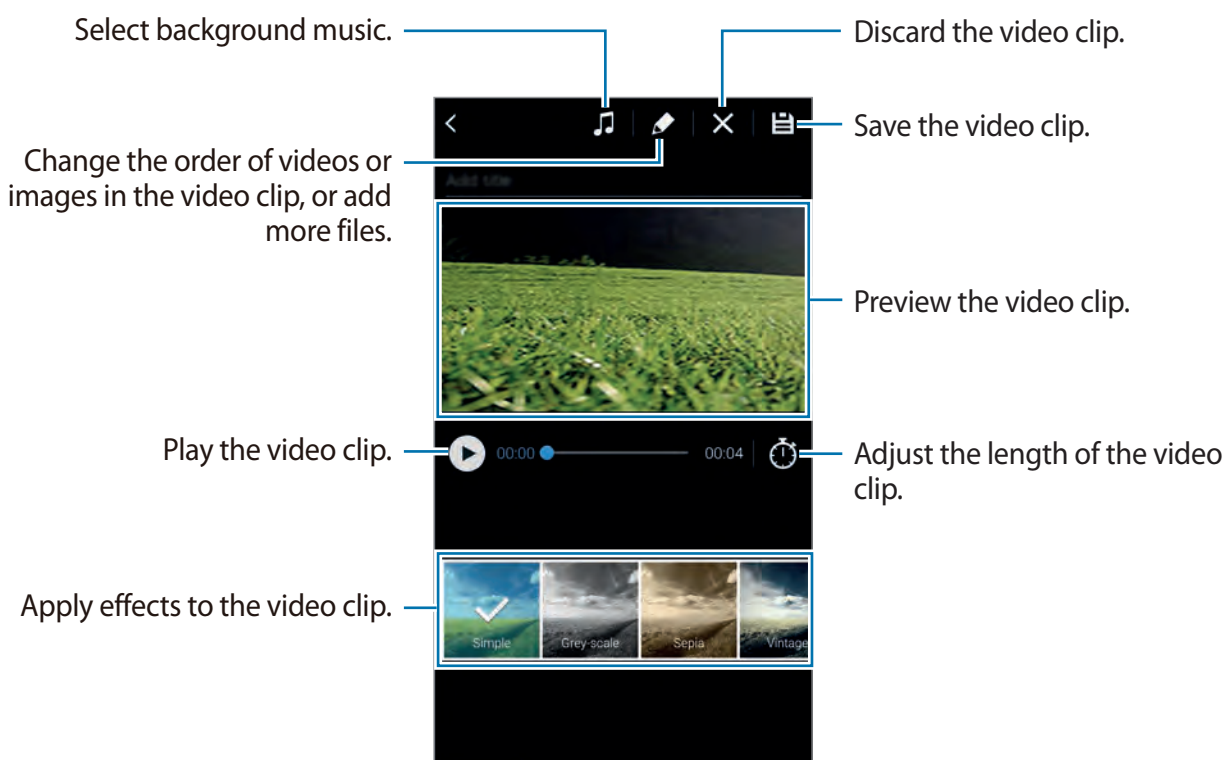 Select background music.
Discard the video clip.
Save the video clip.
Change the order of videos or
images in the video clip, or add
more files.
Add title
Preview the video clip.
Play the video clip.
00:00
00:04
Adjust the length of the video
clip.
Apply effects to the video clip.
Simple
Grey-scale
Sepia
Vintage